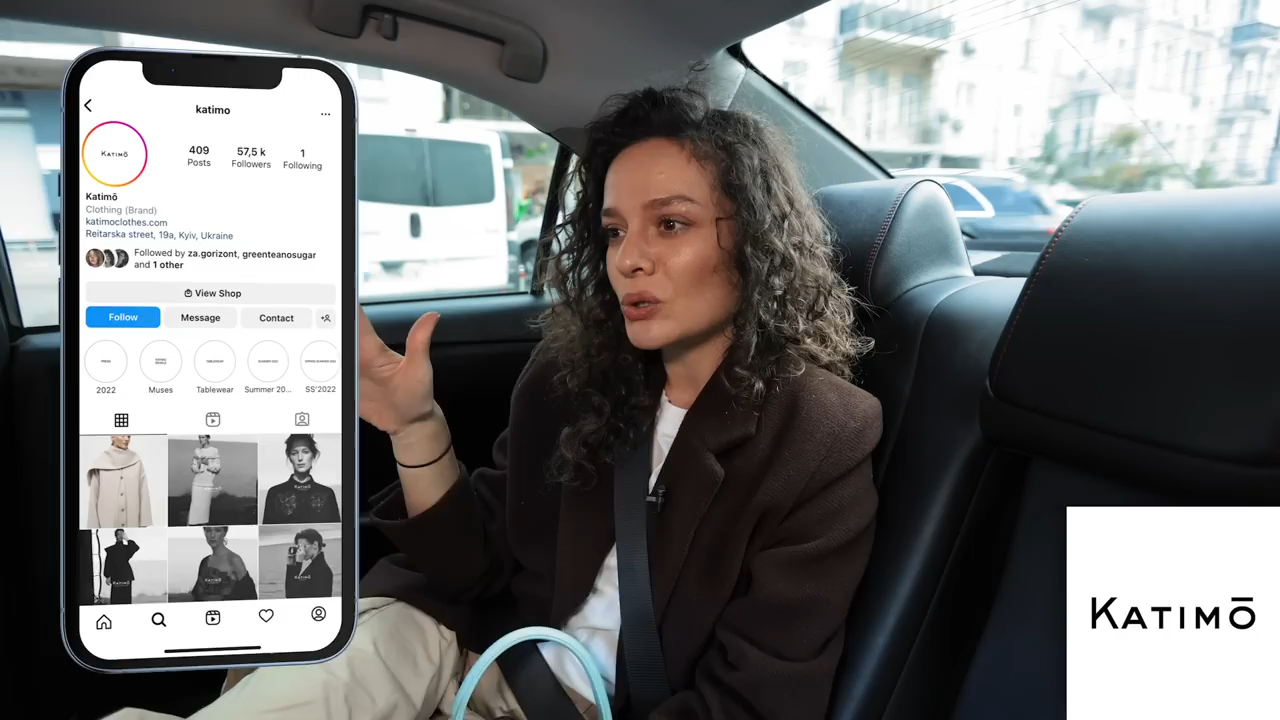 katimo
...
KATIMŌ
409
Posts
57,5 k
Followers
1
Following
Katimō
Clothing (Brand)
katimoclothes.com
Reitarska street, 19a, Kyiv, Ukraine
Followed by za.gorizont, greenteanosugar
and 1 other
View Shop
Follow
Message
Contact
2022
Muses
Tablewear
Summer 20...
SS'2022
KATIMŌ